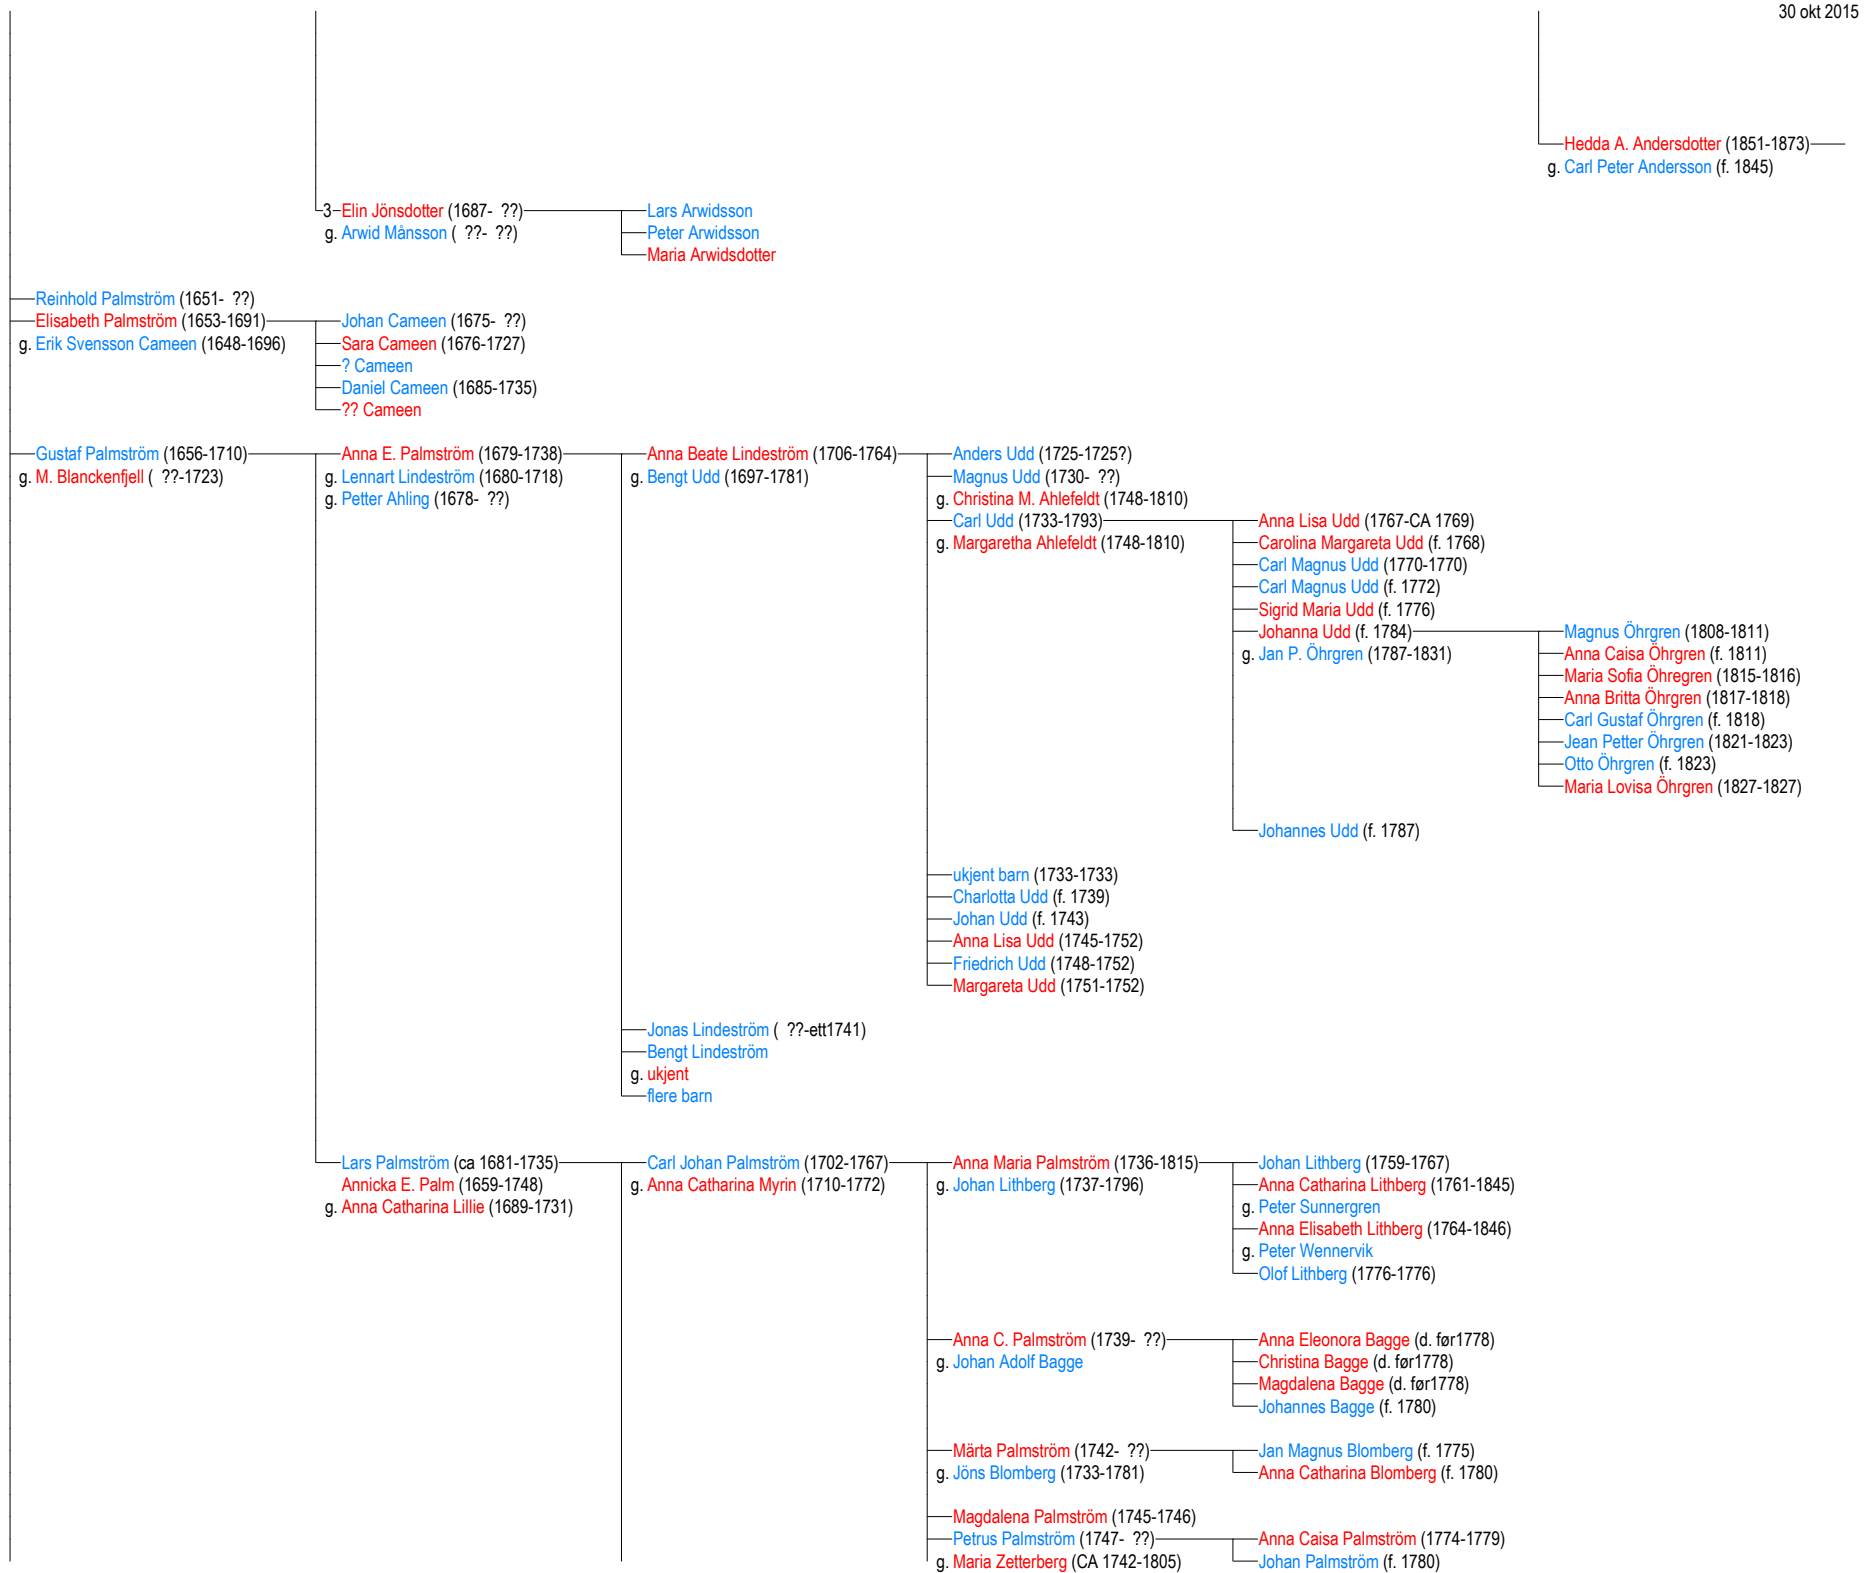 30 okt 2015
Hedda A. Andersdotter (1851-1873)
g. Carl Peter Andersson (f. 1845)
3 Elin Jönsdotter (1687- ??) Lars Arwidsson
g. Arwid Månsson ( ??- ??) Peter Arwidsson
Maria Arwidsdotter
Reinhold Palmström (1651- ??)
Elisabeth Palmström (1653-1691) Johan Cameen (1675- ??)
g. Erik Svensson Cameen (1648-1696) Sara Cameen (1676-1727)
? Cameen
Daniel Cameen (1685-1735)
?? Cameen
Gustaf Palmström (1656-1710) Anna E. Palmström (1679-1738) Anna Beate Lindeström (1706-1764) Anders Udd (1725-1725?)
g. M. Blanckenfjell ( ??-1723) g. Lennart Lindeström (1680-1718) g. Bengt Udd (1697-1781) Magnus Udd (1730- ??)
g. Petter Ahling (1678- ??) g. Christina M. Ahlefeldt (1748-1810)
Carl Udd (1733-1793) Anna Lisa Udd (1767-CA 1769)
g. Margaretha Ahlefeldt (1748-1810) Carolina Margareta Udd (f. 1768)
Carl Magnus Udd (1770-1770)
Carl Magnus Udd (f. 1772)
Sigrid Maria Udd (f. 1776)
Johanna Udd (f. 1784) Magnus Öhrgren (1808-1811)
g. Jan P. Öhrgren (1787-1831) Anna Caisa Öhrgren (f. 1811)
Maria Sofia Öhregren (1815-1816)
Anna Britta Öhrgren (1817-1818)
Carl Gustaf Öhrgren (f. 1818)
Jean Petter Öhrgren (1821-1823)
Otto Öhrgren (f. 1823)
Maria Lovisa Öhrgren (1827-1827)
Johannes Udd (f. 1787)
ukjent barn (1733-1733)
Charlotta Udd (f. 1739)
Johan Udd (f. 1743)
Anna Lisa Udd (1745-1752)
Friedrich Udd (1748-1752)
Margareta Udd (1751-1752)
Jonas Lindeström ( ??-ett1741)
Bengt Lindeström
g. ukjent
flere barn
Lars Palmström (ca 1681-1735) Carl Johan Palmström (1702-1767) Anna Maria Palmström (1736-1815) Johan Lithberg (1759-1767)
Annicka E. Palm (1659-1748) g. Anna Catharina Myrin (1710-1772) g. Johan Lithberg (1737-1796) Anna Catharina Lithberg (1761-1845)
g. Anna Catharina Lillie (1689-1731) g. Peter Sunnergren
Anna Elisabeth Lithberg (1764-1846)
g. Peter Wennervik
Olof Lithberg (1776-1776)
Anna C. Palmström (1739- ??) Anna Eleonora Bagge (d. før1778)
g. Johan Adolf Bagge Christina Bagge (d. før1778)
Magdalena Bagge (d. før1778)
Johannes Bagge (f. 1780)
Märta Palmström (1742- ??) Jan Magnus Blomberg (f. 1775)
g. Jöns Blomberg (1733-1781) Anna Catharina Blomberg (f. 1780)
Magdalena Palmström (1745-1746)
Petrus Palmström (1747- ??) Anna Caisa Palmström (1774-1779)
g. Maria Zetterberg (CA 1742-1805) Johan Palmström (f. 1780)